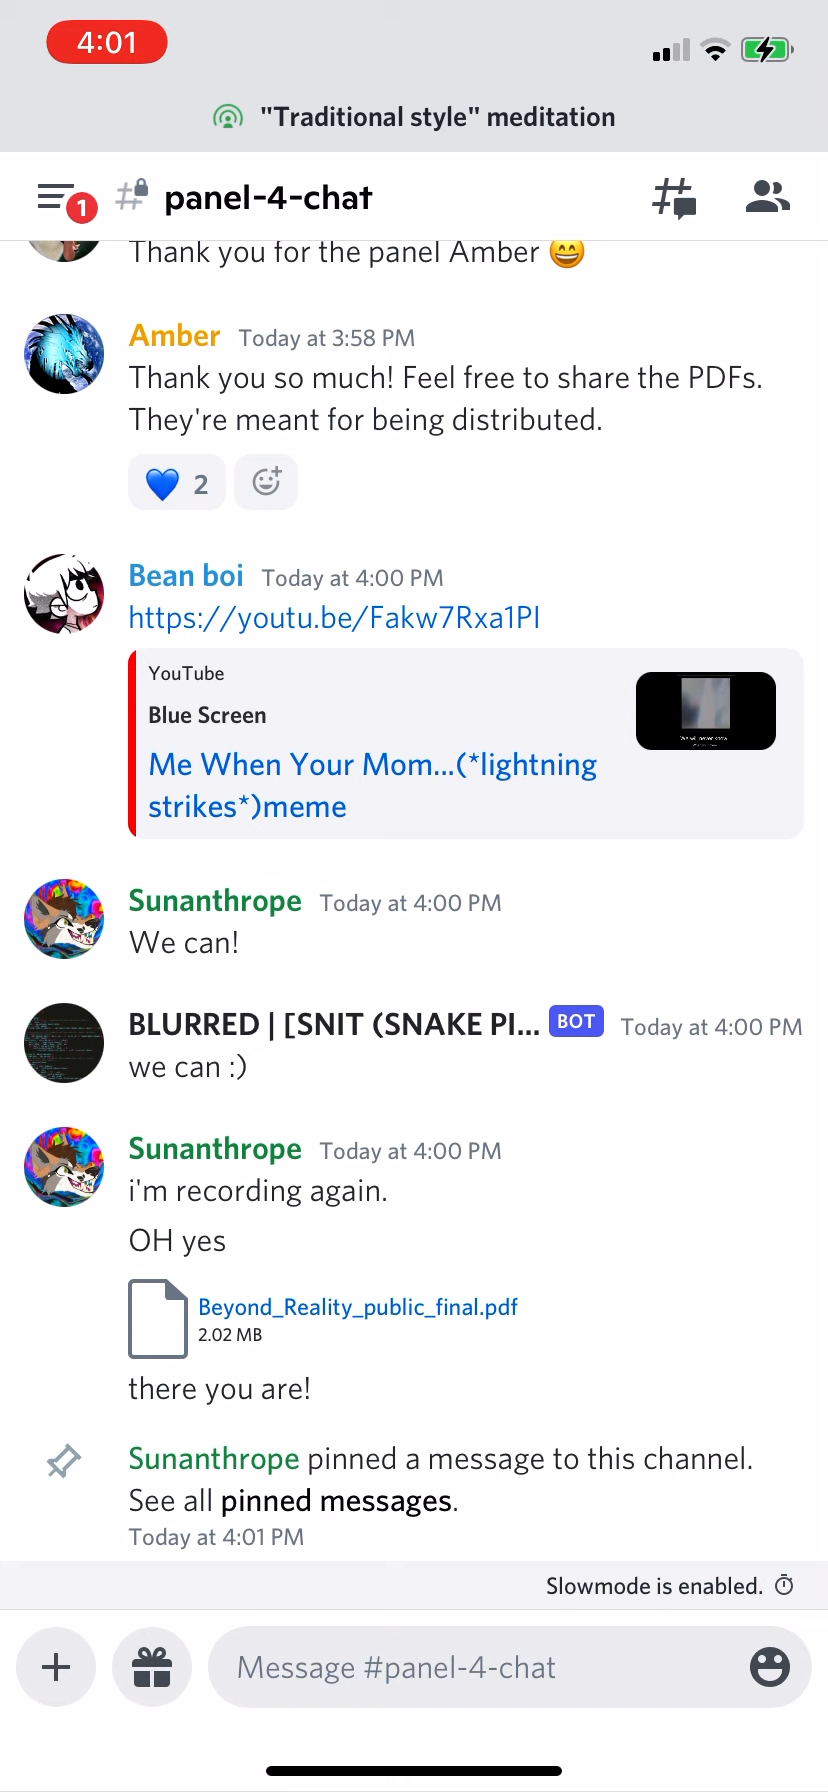 4:01
"Traditional style" meditation
1
panel-4-chat
Thank you for the panel Amber 😄
Amber Today at 3:58 PM
Thank you so much! Feel free to share the PDFs.
They're meant for being distributed.
💙 2
Bean boi Today at 4:00 PM
https://youtu.be/Fakw7Rxa1PI
YouTube
Blue Screen
Me When Your Mom...(*lightning
strikes*)meme
We will never know
Sunanthrope Today at 4:00 PM
We can!
BLURRED | [SNIT (SNAKE PI... BOT Today at 4:00 PM
we can :)
Sunanthrope Today at 4:00 PM
i'm recording again.
OH yes
Beyond_Reality_public_final.pdf
2.02 MB
there you are!
Sunanthrope pinned a message to this channel.
See all pinned messages.
Today at 4:01 PM
Slowmode is enabled.
Message #panel-4-chat